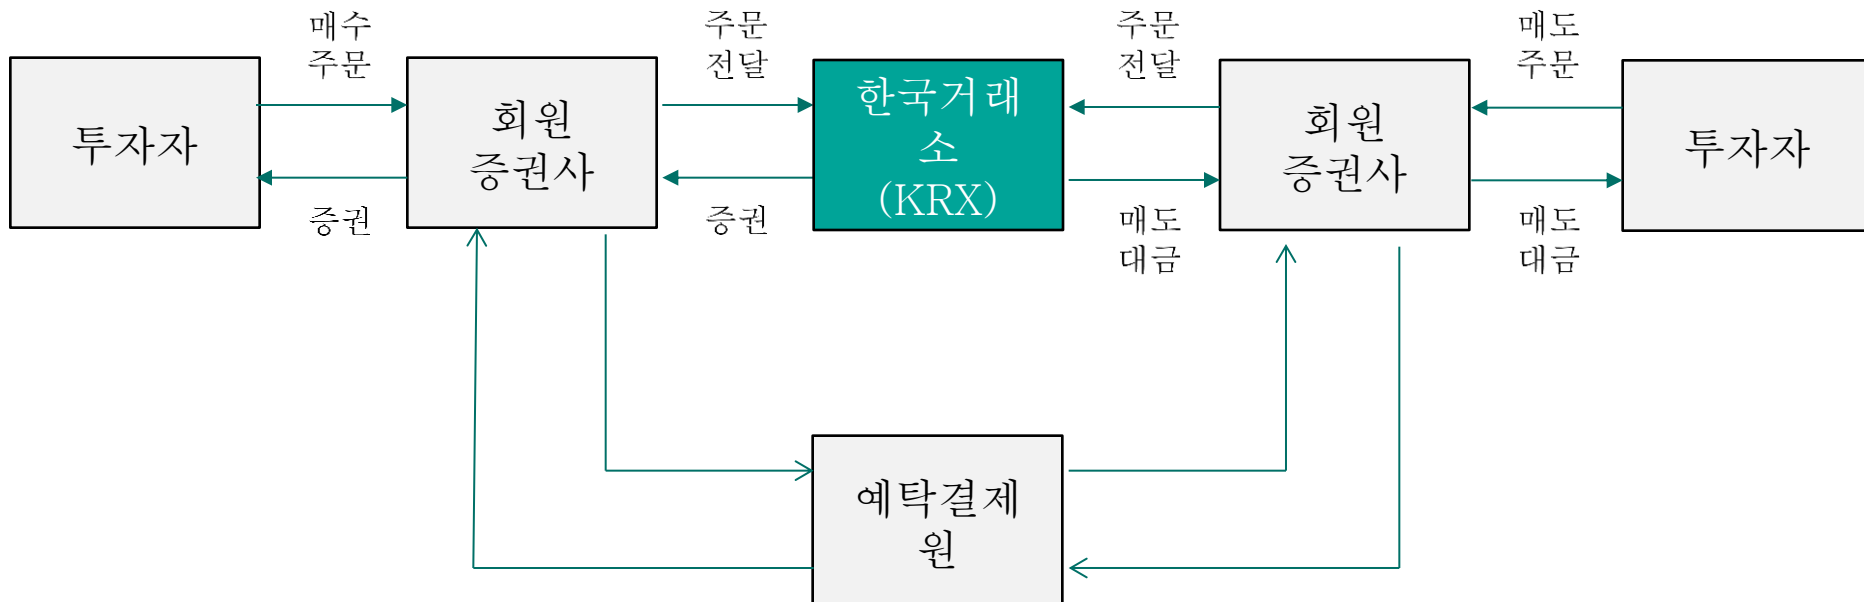 매수
주문
주문
전달
주문
전달
매도
주문
투자자
회원
증권사
한국거래
소
(KRX)
회원
증권사
투자자
증권
증권
매도
대금
매도
대금
예탁결제
원